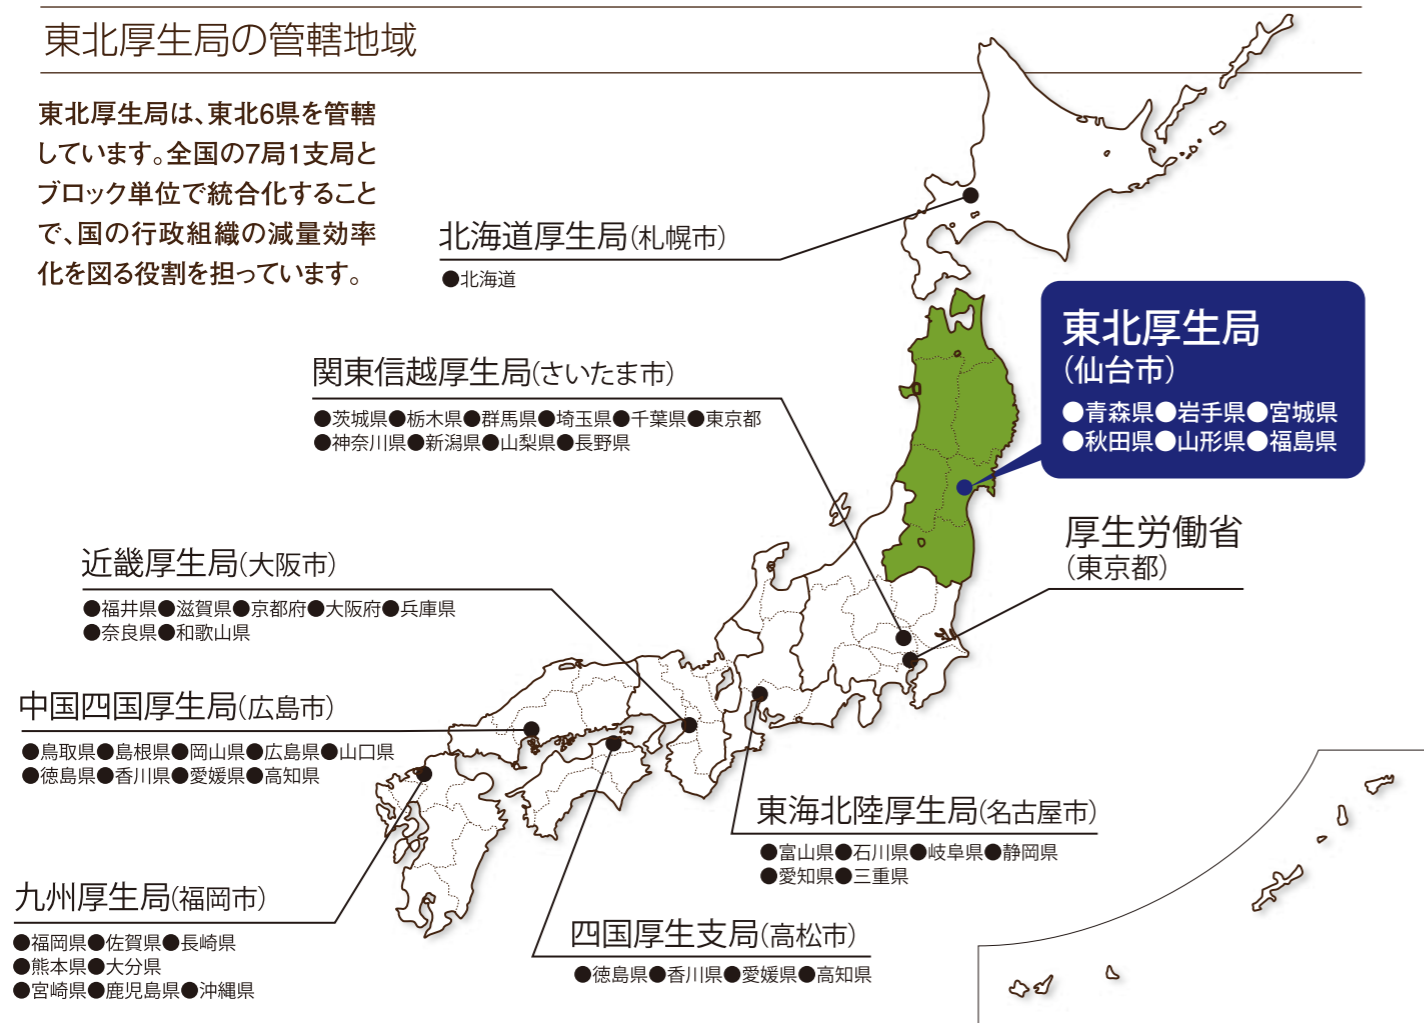 東北厚生局の管轄地域
東北厚生局は、東北6県を管轄
しています。全国の7局1支局と
ブロック単位で統合化すること
で、国の行政組織の減量効率
化を図る役割を担っています。
北海道厚生局(札幌市)
●北海道
東北厚生局
(仙台市)
●青森県●岩手県●宮城県
●秋田県●山形県●福島県
関東信越厚生局(さいたま市)
●茨城県●栃木県●群馬県●埼玉県●千葉県●東京都
●神奈川県●新潟県●山梨県●長野県
厚生労働省
(東京都)
近畿厚生局(大阪市)
●福井県●滋賀県●京都府●大阪府●兵庫県
●奈良県●和歌山県
中国四国厚生局(広島市)
●鳥取県●島根県●岡山県●広島県●山口県
●徳島県●香川県●愛媛県●高知県
東海北陸厚生局(名古屋市)
●富山県●石川県●岐阜県●静岡県
●愛知県●三重県
九州厚生局(福岡市)
●福岡県●佐賀県●長崎県
●熊本県●大分県
●宮崎県●鹿児島県●沖縄県
四国厚生支局(高松市)
●徳島県●香川県●愛媛県●高知県